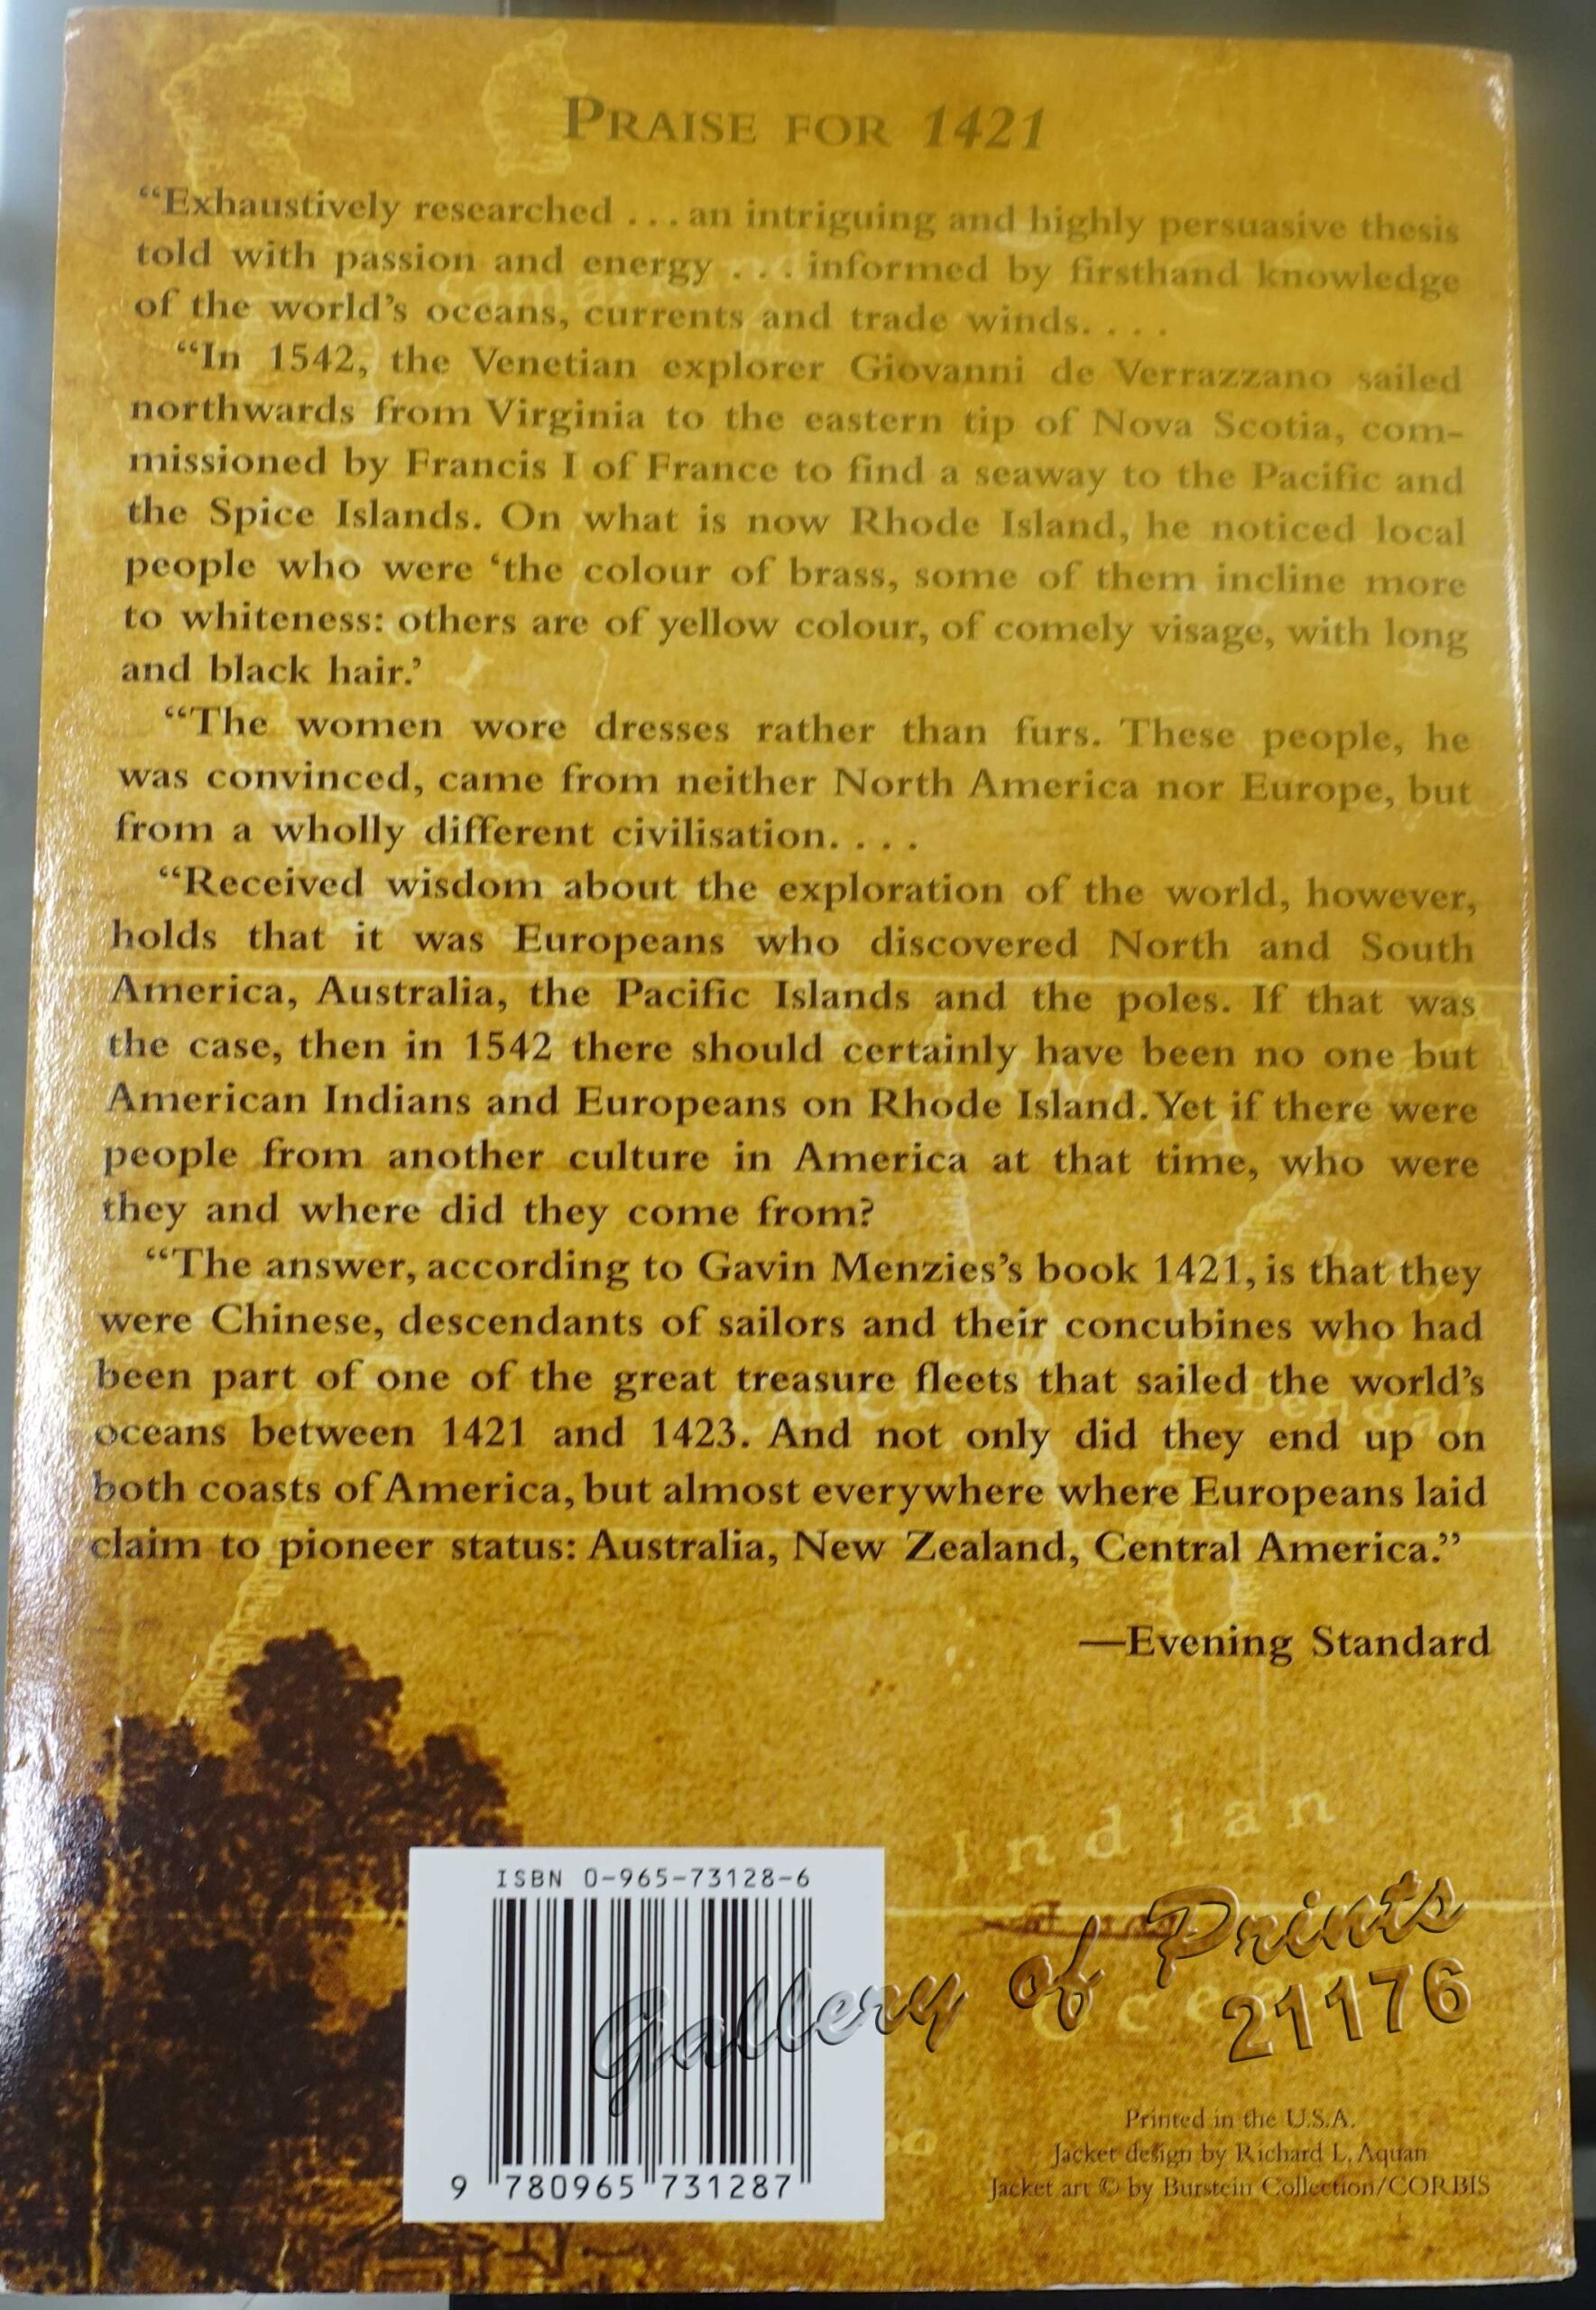 PRAISE FOR 1421
“Exhaustively researched . . . an intriguing and highly persuasive thesis
told with passion and energy . . . informed by firsthand knowledge
of the world’s oceans, currents and trade winds. . . .
“In 1542, the Venetian explorer Giovanni de Verrazzano sailed
northwards from Virginia to the eastern tip of Nova Scotia, com-
missioned by Francis I of France to find a seaway to the Pacific and
the Spice Islands. On what is now Rhode Island, he noticed local
people who were ‘the colour of brass, some of them incline more
to whiteness: others are of yellow colour, of comely visage, with long
and black hair.’
“The women wore dresses rather than furs. These people, he
was convinced, came from neither North America nor Europe, but
from a wholly different civilisation. . . .
“Received wisdom about the exploration of the world, however,
holds that it was Europeans who discovered North and South
America, Australia, the Pacific Islands and the poles. If that was
the case, then in 1542 there should certainly have been no one but
American Indians and Europeans on Rhode Island. Yet if there were
people from another culture in America at that time, who were
they and where did they come from?
“The answer, according to Gavin Menzies’s book 1421, is that they
were Chinese, descendants of sailors and their concubines who had
been part of one of the great treasure fleets that sailed the world’s
oceans between 1421 and 1423. And not only did they end up on
both coasts of America, but almost everywhere where Europeans laid
claim to pioneer status: Australia, New Zealand, Central America.”
—Evening Standard
Indian
ISBN 0-965-73128-6
Gallery of Prints
21176
9 780965 731287
Printed in the U.S.A.
Jacket design by Richard L. Aquan
Jacket art © by Burstein Collection/CORBIS